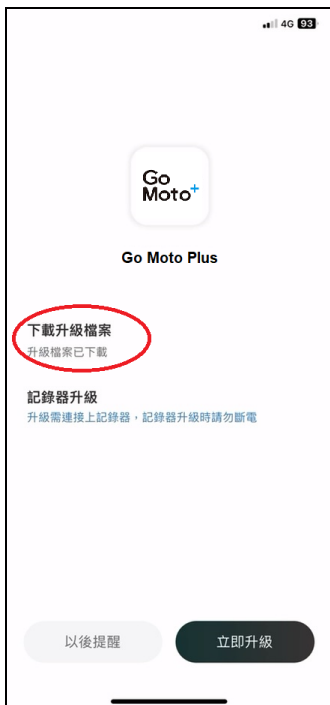 4G 93
Go
Moto+
Go Moto Plus
下載升級檔案
升級檔案已下載
記錄器升級
升級需連接上記錄器，記錄器升級時請勿斷電
以後提醒 立即升級